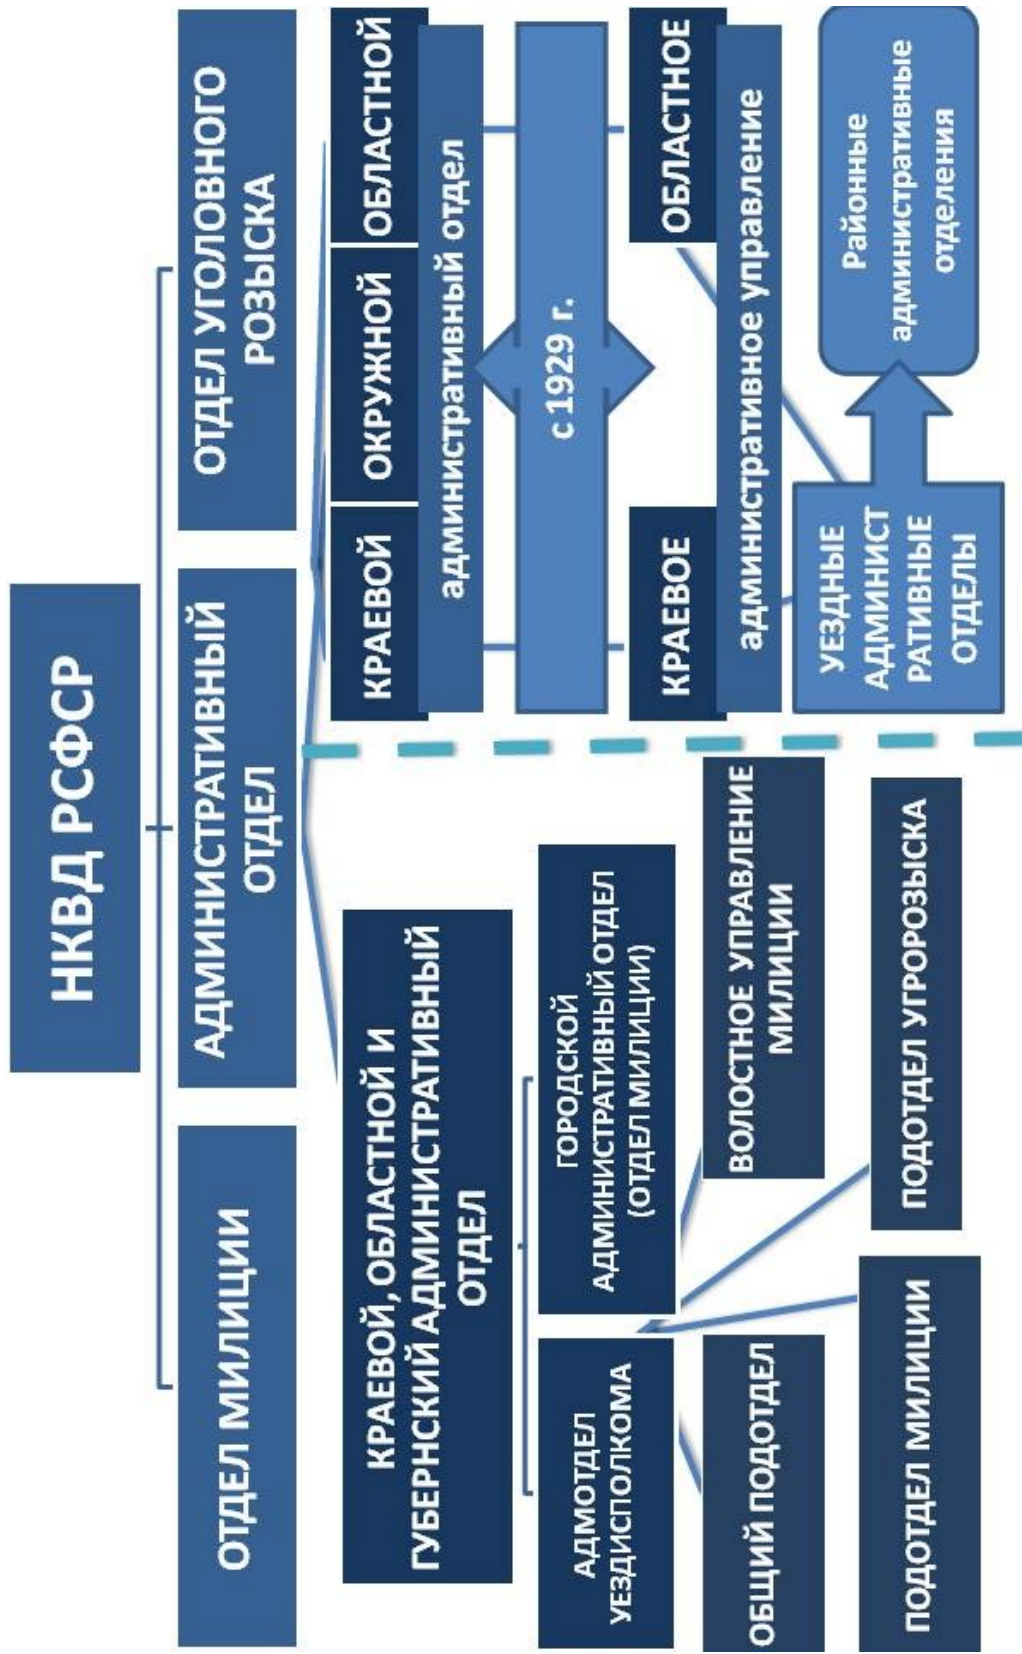 НКВД РСФСР
ОТДЕЛ МИЛИЦИИ
АДМИНИСТРАТИВНЫЙ
ОТДЕЛ
ОТДЕЛ УГОЛОВНОГО
РОЗЫСКА
КРАЕВОЙ, ОБЛАСТНОЙ И
ГУБЕРНСКИЙ АДМИНИСТРАТИВНЫЙ
ОТДЕЛ
АДМОТДЕЛ
УЕЗДИСПОЛКОМА
ГОРОДСКОЙ
АДМИНИСТРАТИВНЫЙ ОТДЕЛ
(ОТДЕЛ МИЛИЦИИ)
ОБЩИЙ ПОДОТДЕЛ
ВОЛОСТНОЕ УПРАВЛЕНИЕ
МИЛИЦИИ
ПОДОТДЕЛ МИЛИЦИИ
ПОДОТДЕЛ УГРОРОЗЫСКА
КРАЕВОЙ
ОКРУЖНОЙ
ОБЛАСТНОЙ
административный отдел
с 1929 г.
КРАЕВОЕ
ОБЛАСТНОЕ
административное управление
УЕЗДНЫЕ
АДМИНИСТ
РАТИВНЫЕ
ОТДЕЛЫ
Районные
административные
отделения